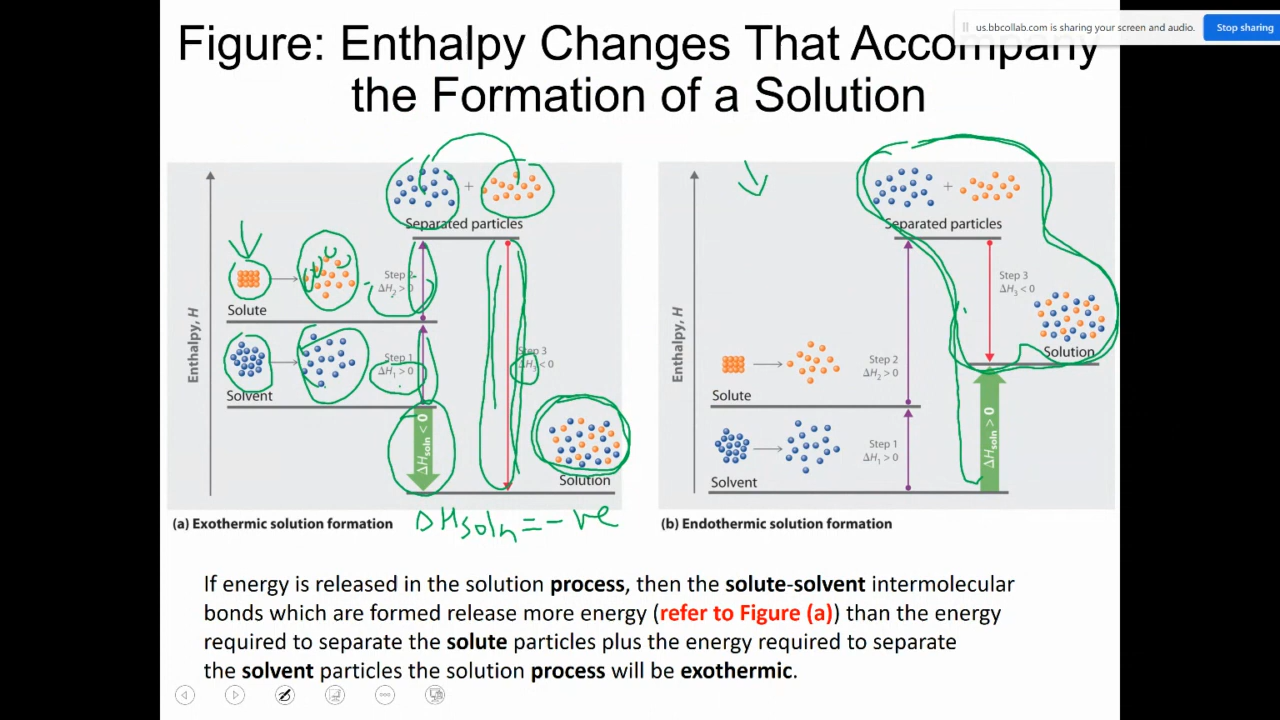 us.bbcollab.com is sharing your screen and audio.
Stop sharing
Figure: Enthalpy Changes That Accompany
the Formation of a Solution
Enthalpy, H
+
Separated particles
Step 2
ΔH₂ > 0
Solute
Step 1
ΔH₁ > 0
Solvent
Step 3
ΔH₃ < 0
ΔHsoln < 0
Solution
(a) Exothermic solution formation
ΔHsoln = -ve
Enthalpy, H
+
Separated particles
Step 3
ΔH₃ < 0
Solution
Step 2
ΔH₂ > 0
Solute
Step 1
ΔH₁ > 0
Solvent
ΔHsoln > 0
(b) Endothermic solution formation
If energy is released in the solution process, then the solute-solvent intermolecular
bonds which are formed release more energy (refer to Figure (a)) than the energy
required to separate the solute particles plus the energy required to separate
the solvent particles the solution process will be exothermic.